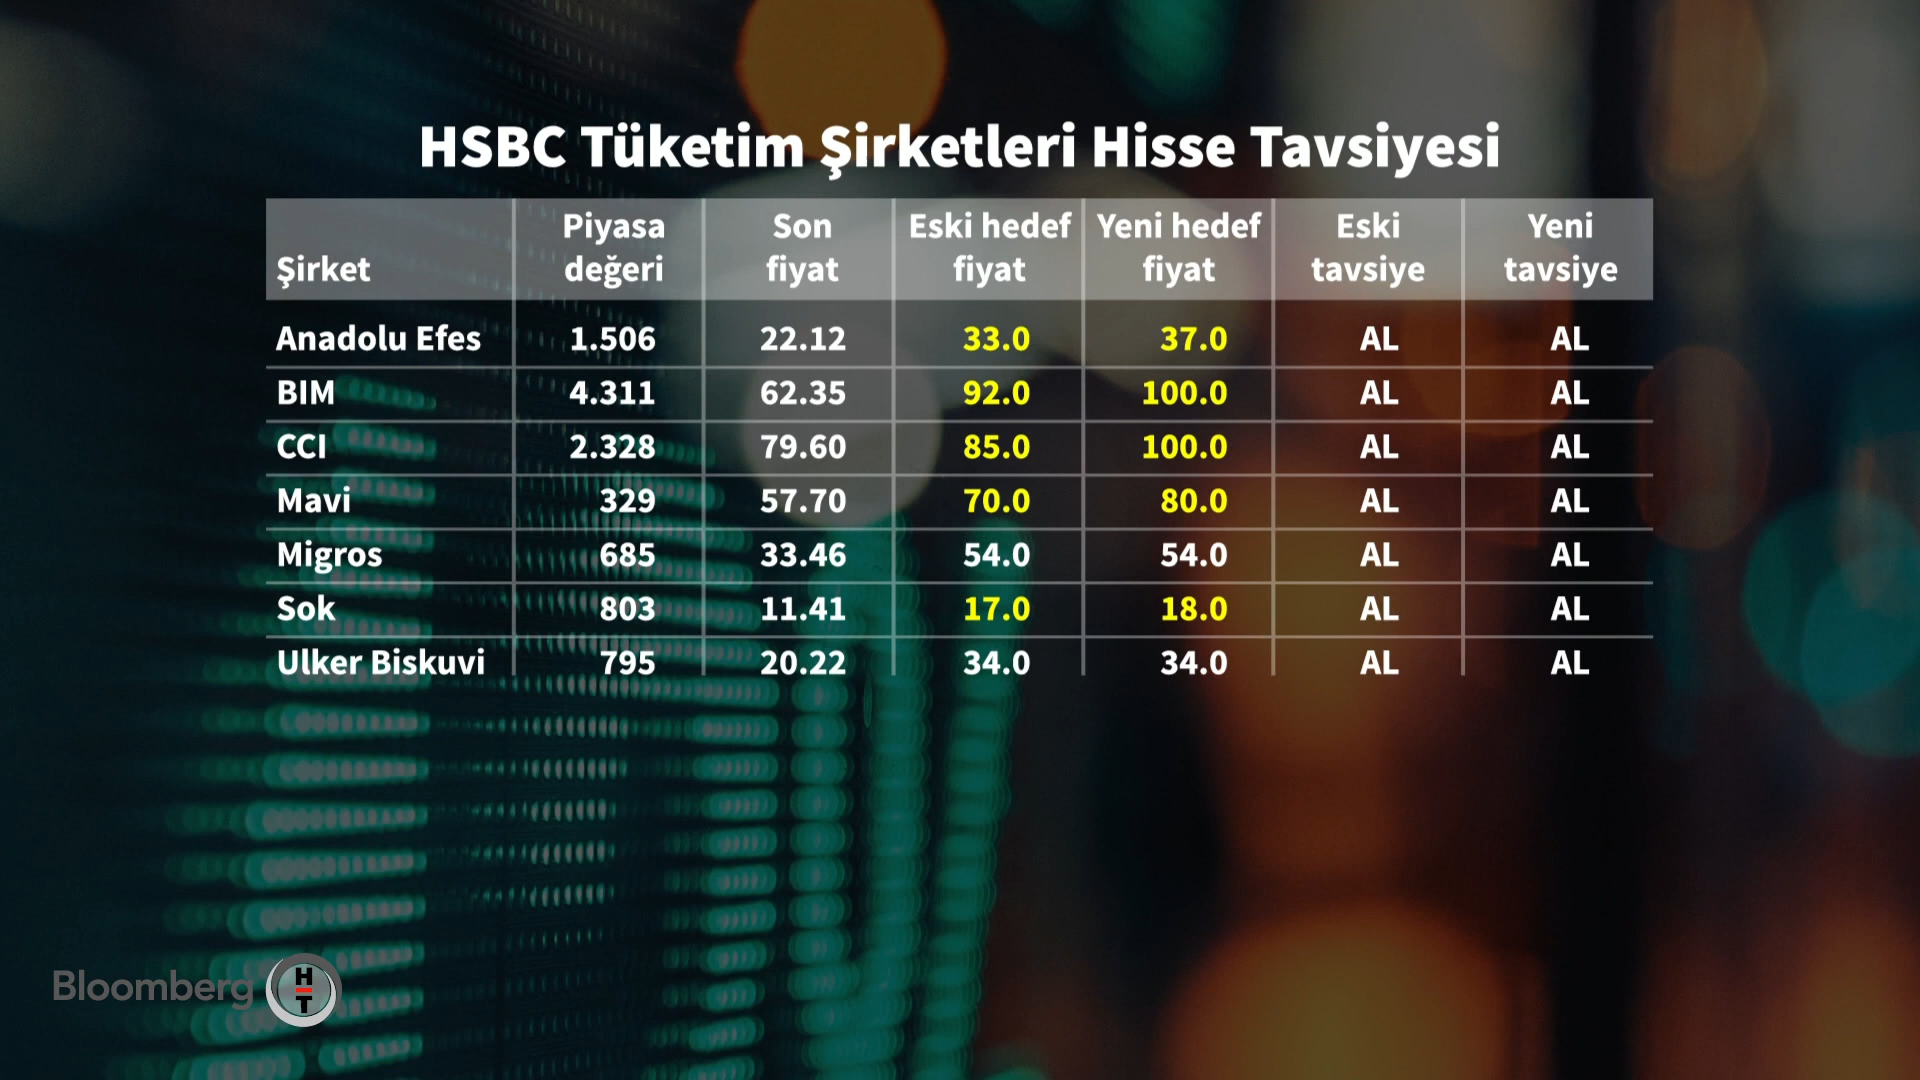 HSBC Tüketim Şirketleri Hisse Tavsiyesi
Şirket Piyasa değeri Son fiyat Eski hedef fiyat Yeni hedef fiyat Eski tavsiye Yeni tavsiye
Anadolu Efes 1.506 22.12 33.0 37.0 AL AL
BIM 4.311 62.35 92.0 100.0 AL AL
CCI 2.328 79.60 85.0 100.0 AL AL
Mavi 329 57.70 70.0 80.0 AL AL
Migros 685 33.46 54.0 54.0 AL AL
Sok 803 11.41 17.0 18.0 AL AL
Ulker Biskuvi 795 20.22 34.0 34.0 AL AL
Bloomberg HT